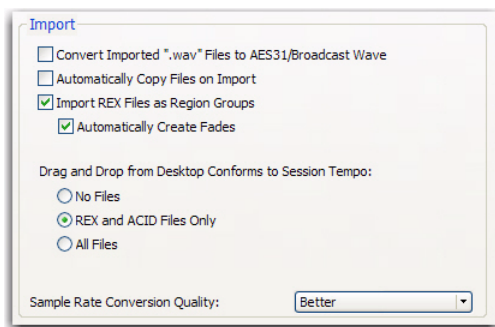 Import
Convert Imported ".wav" Files to AES31/Broadcast Wave
Automatically Copy Files on Import
Import REX Files as Region Groups
Automatically Create Fades
Drag and Drop from Desktop Conforms to Session Tempo:
No Files
REX and ACID Files Only
All Files
Sample Rate Conversion Quality: Better